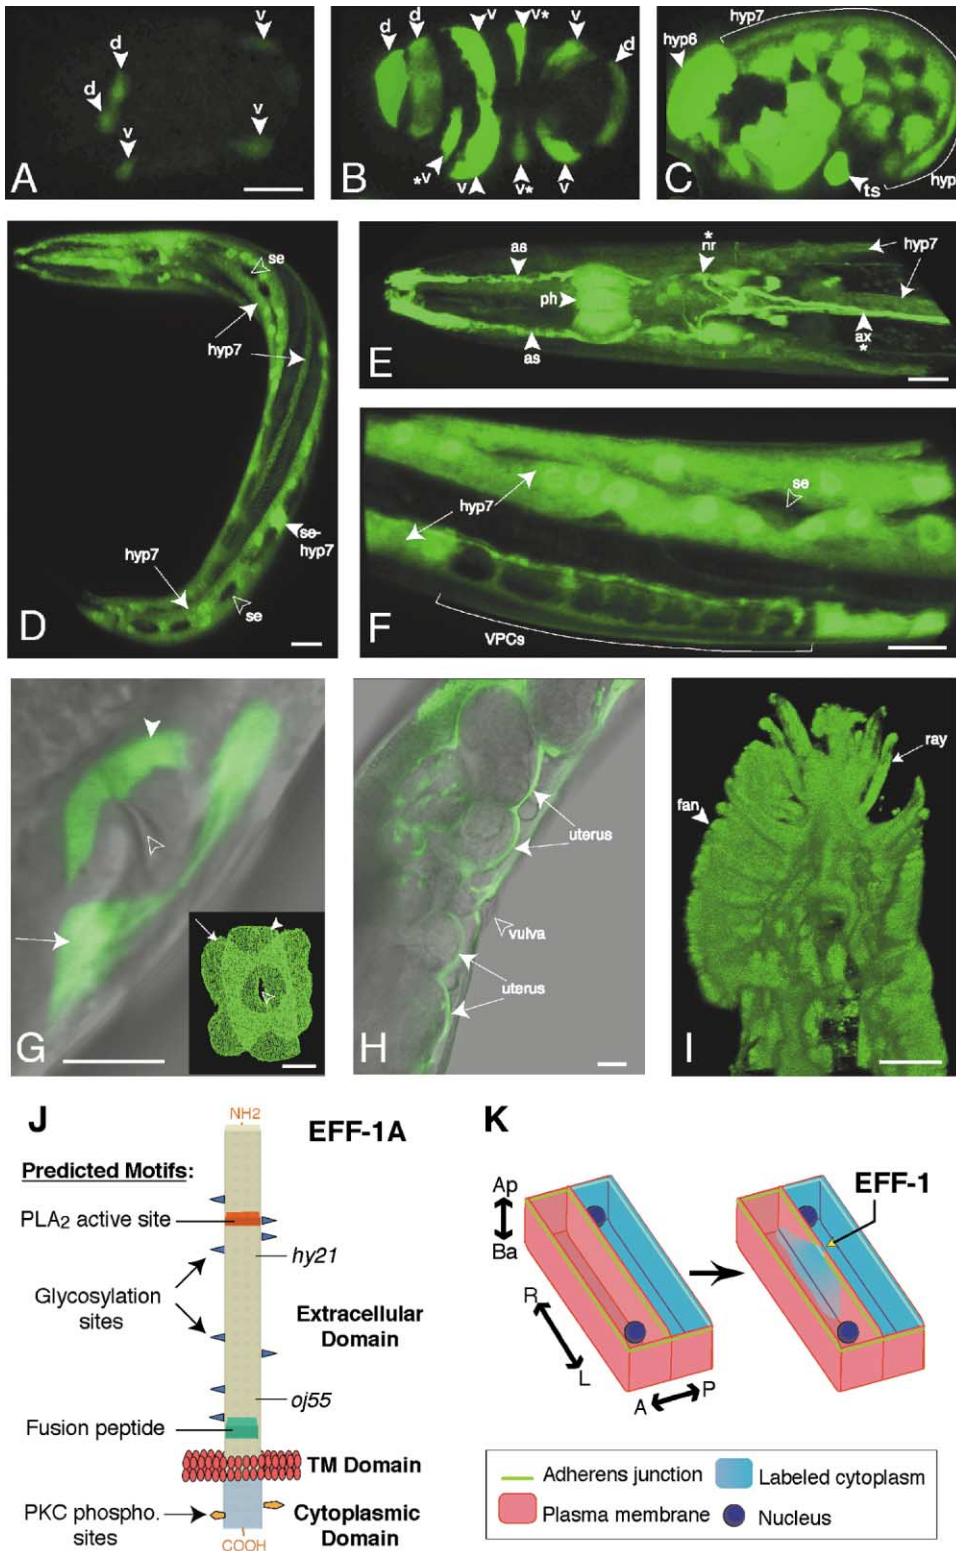 d
v
d
v
v
A
d
d
v
v*
v
d
*v
v
v*
v
B
hyp7
hyp6
ts
hyp
C
se
hyp7
hyp7
se-
hyp7
se
D
as
*
nr
hyp7
ph
as
ax
*
E
hyp7
se
VPCs
F
G
uterus
vulva
uterus
H
ray
fan
I
J
NH2
EFF-1A
Predicted Motifs:
PLA2 active site
hy21
Glycosylation
sites
Extracellular
Domain
oj55
Fusion peptide
TM Domain
PKC phospho.
sites
Cytoplasmic
Domain
COOH
K
EFF-1
Ap
Ba
R
L
A
P
Adherens junction
Labeled cytoplasm
Plasma membrane
Nucleus